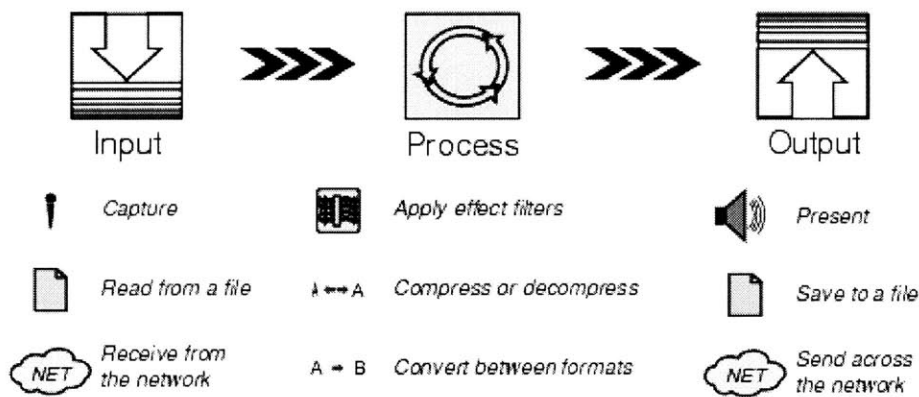 Input
Process
Output
Capture
Apply effect filters
Present
Read from a file
A ↔ A
Compress or decompress
Save to a file
NET
Receive from
the network
A → B
Convert between formats
NET
Send across
the network